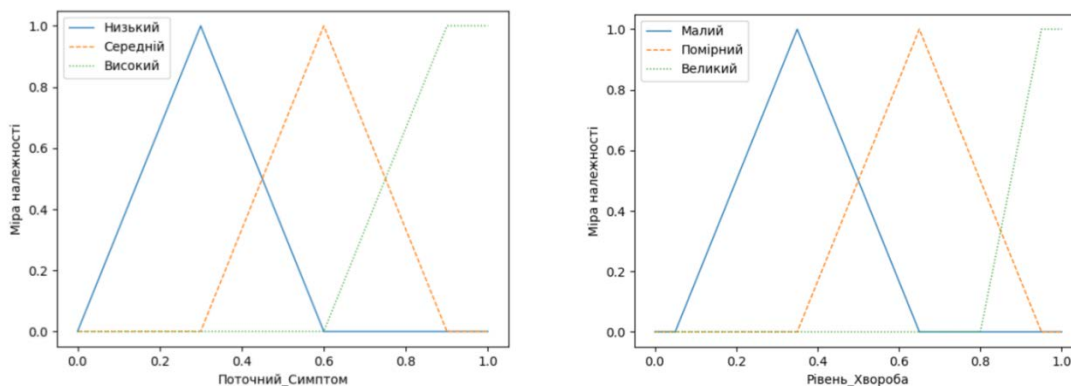 Міра належності
1.0
0.8
0.6
0.4
0.2
0.0
Низький
Середній
Високий
0.0 0.2 0.4 0.6 0.8 1.0
Поточний_Симптом
Міра належності
1.0
0.8
0.6
0.4
0.2
0.0
Малий
Помірний
Великий
0.0 0.2 0.4 0.6 0.8 1.0
Рівень_Хвороба